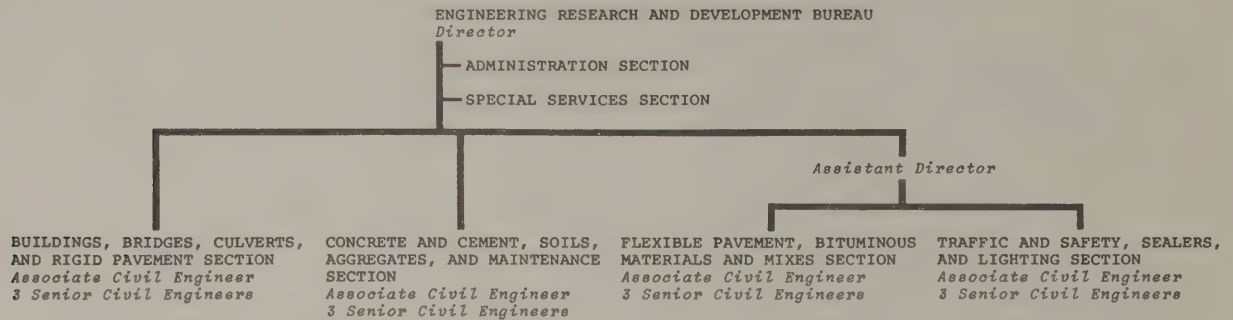 ENGINEERING RESEARCH AND DEVELOPMENT BUREAU
Director
ADMINISTRATION SECTION
SPECIAL SERVICES SECTION
Assistant Director
BUILDINGS, BRIDGES, CULVERTS,
AND RIGID PAVEMENT SECTION
Associate Civil Engineer
3 Senior Civil Engineers
CONCRETE AND CEMENT, SOILS,
AGGREGATES, AND MAINTENANCE
SECTION
Associate Civil Engineer
3 Senior Civil Engineers
FLEXIBLE PAVEMENT, BITUMINOUS
MATERIALS AND MIXES SECTION
Associate Civil Engineer
3 Senior Civil Engineers
TRAFFIC AND SAFETY, SEALERS,
AND LIGHTING SECTION
Associate Civil Engineer
3 Senior Civil Engineers